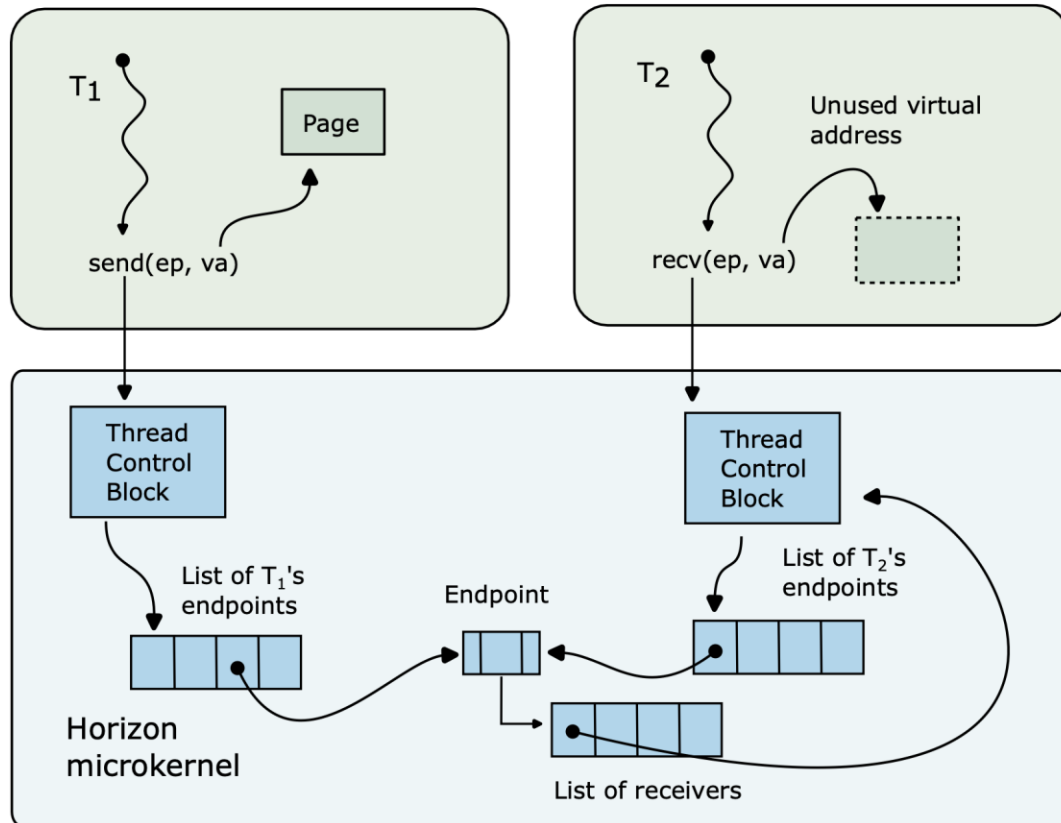 T1
Page
send(ep, va)
T2
Unused virtual
address
recv(ep, va)
Thread
Control
Block
Thread
Control
Block
List of T1's
endpoints
Endpoint
List of T2's
endpoints
Horizon
microkernel
List of receivers